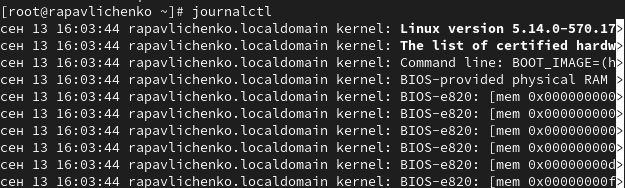 [root@rapavlichenko ~]# journalctl
сен 13 16:03:44 rapavlichenko.localdomain kernel: Linux version 5.14.0-570.17>
сен 13 16:03:44 rapavlichenko.localdomain kernel: The list of certified hardw>
сен 13 16:03:44 rapavlichenko.localdomain kernel: Command line: BOOT_IMAGE=(h>
сен 13 16:03:44 rapavlichenko.localdomain kernel: BIOS-provided physical RAM >
сен 13 16:03:44 rapavlichenko.localdomain kernel: BIOS-e820: [mem 0x000000000>
сен 13 16:03:44 rapavlichenko.localdomain kernel: BIOS-e820: [mem 0x000000000>
сен 13 16:03:44 rapavlichenko.localdomain kernel: BIOS-e820: [mem 0x000000000>
сен 13 16:03:44 rapavlichenko.localdomain kernel: BIOS-e820: [mem 0x000000000>
сен 13 16:03:44 rapavlichenko.localdomain kernel: BIOS-e820: [mem 0x00000000d>
сен 13 16:03:44 rapavlichenko.localdomain kernel: BIOS-e820: [mem 0x00000000f>